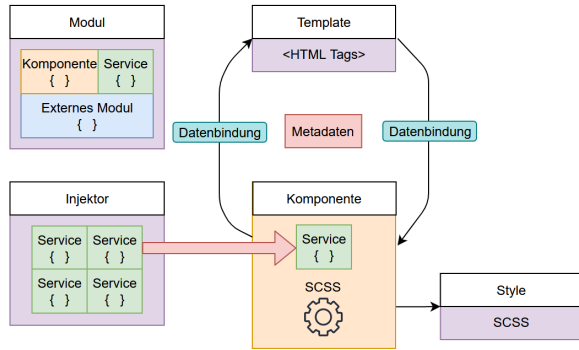 Modul
Komponente
{ }
Service
{ }
Externes Modul
{ }
Template
<HTML Tags>
Datenbindung
Metadaten
Datenbindung
Injektor
Service
{ }
Service
{ }
Service
{ }
Service
{ }
Komponente
Service
{ }
SCSS
Style
SCSS